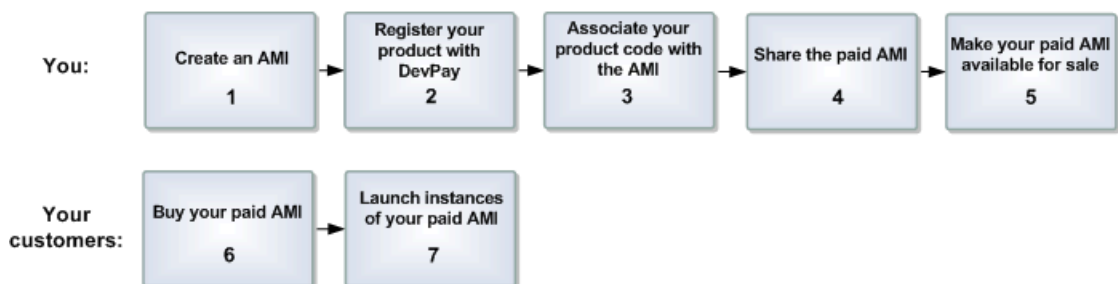 You:
Create an AMI
1
Register your
product with
DevPay
2
Associate your
product code with
the AMI
3
Share the paid AMI
4
Make your paid AMI
available for sale
5
Your
customers:
Buy your paid AMI
6
Launch instances
of your paid AMI
7